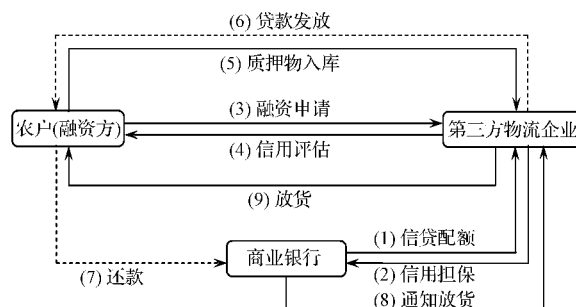 (6) 贷款发放
(5) 质押物入库
农户(融资方)
(3) 融资申请
第三方物流企业
(4) 信用评估
(9) 放货
(1) 信贷配额
商业银行
(7) 还款
(2) 信用担保
(8) 通知放货